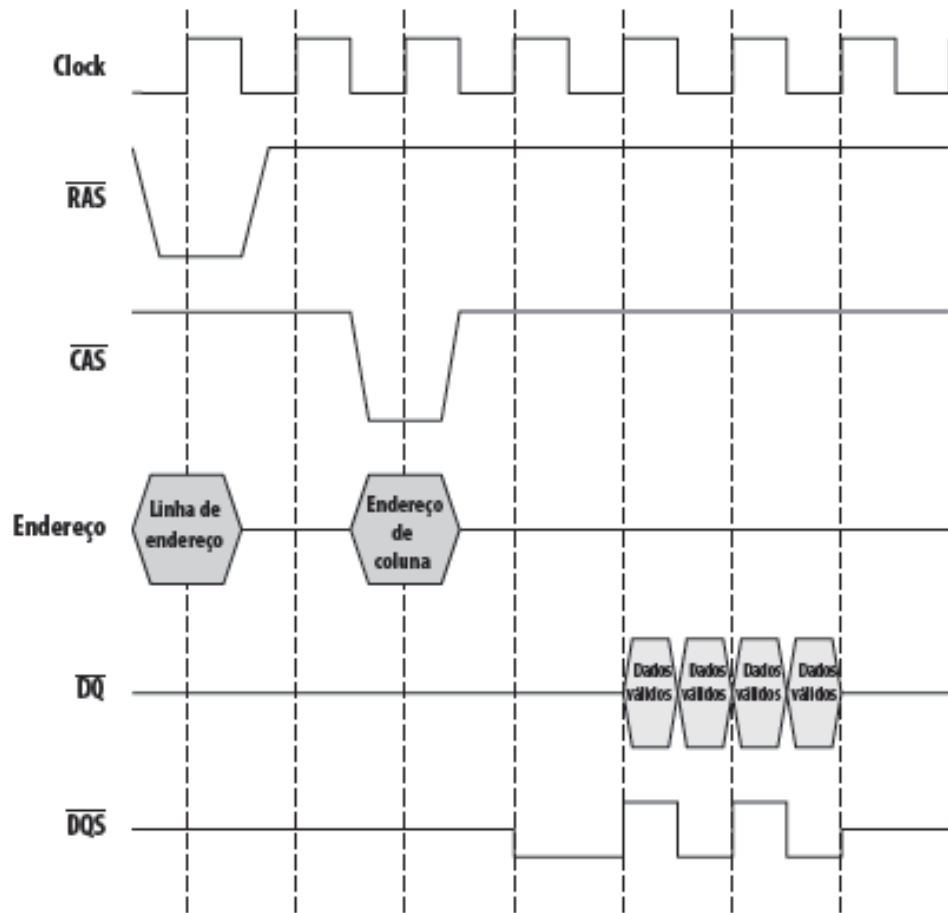 Clock
RAS
CAS
Endereço
Linha de
endereço
Endereço
de
coluna
DQ
Dados
válidos
Dados
válidos
Dados
válidos
Dados
válidos
DQS